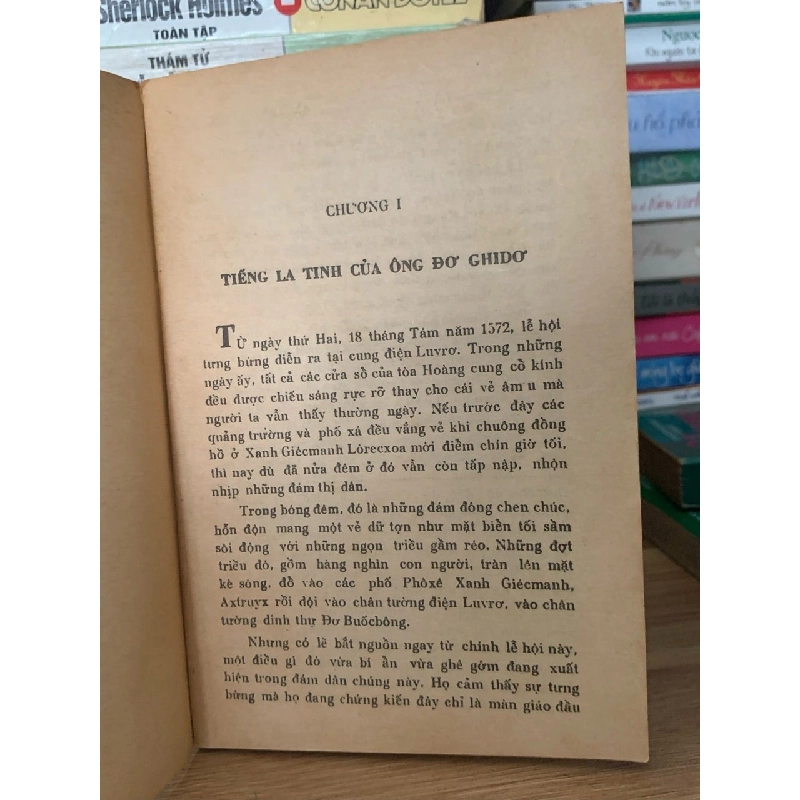 Sherlock Holmes
TOÀN TẬP
THÁM TỬ
CONAN DOYLE
CHƯƠNG I
TIẾNG LA TINH CỦA ÔNG ĐƠ GHIDƠ
TỪ ngày thứ Hai, 18 tháng Tám năm 1572, lễ hội
tưng bừng diễn ra tại cung điện Luvrơ. Trong những
ngày ấy, tất cả các cửa sổ của tòa Hoàng cung cổ kính
đều được chiếu sáng rực rỡ thay cho cái vẻ âm u mà
người ta vẫn thấy thường ngày. Nếu trước đây các
quảng trường và phố xá đều vắng vẻ khi chuông đồng
hồ ở Xanh Giécmanh Lôrecxoa mới điểm chín giờ tối,
thì nay dù đã nửa đêm ở đó vẫn còn tấp nập, nhộn
nhịp những đám thị dân.
Trong bóng đêm, đó là những đám đông chen chúc,
hỗn độn mang một vẻ dữ tợn như mặt biển tối sầm
sôi động với những ngọn triều gầm réo. Những đợt
triều đó, gồm hàng nghìn con người, tràn lên mặt
kè sông, đổ vào các phố Phôxê Xanh Giécmanh,
Axtruyx rồi dội vào chân tường điện Luvrơ, vào chân
tường dinh thự Đơ Buốcbông.
Nhưng có lẽ bắt nguồn ngay từ chính lễ hội này,
một điều gì đó vừa bí ẩn vừa ghê gớm đang xuất
hiện trong đám dân chúng này. Họ cảm thấy sự tưng
bừng mà họ đang chứng kiến đây chỉ là màn giáo đầu